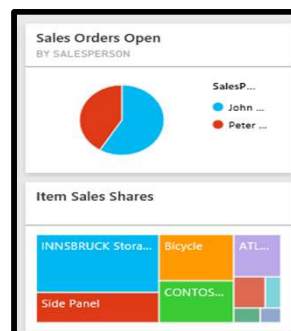 Sales Orders Open
BY SALESPERSON
SalesP...
John ...
Peter ...
Item Sales Shares
INNSBRUCK Stora...
Bicycle
ATL...
Side Panel
CONTOS...